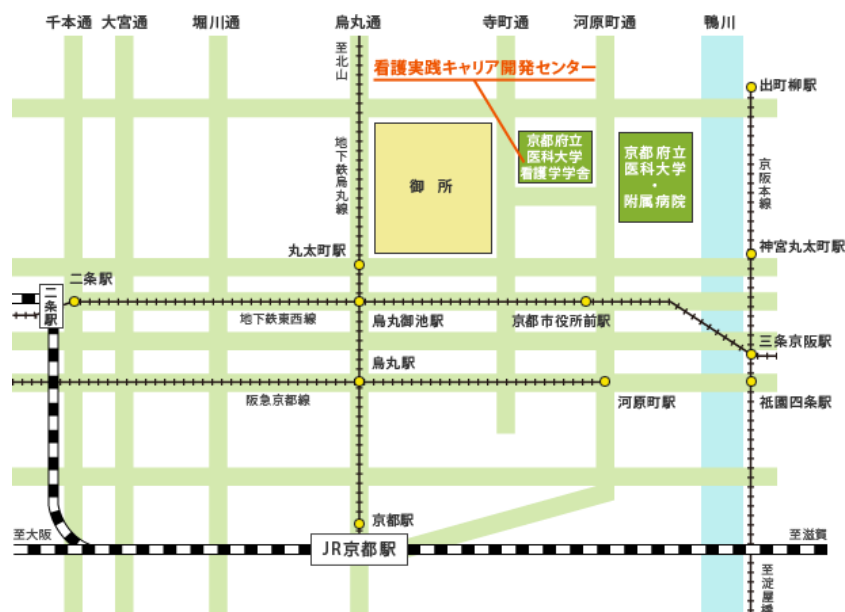 千本通
大宮通
堀川通
烏丸通
寺町通
河原町通
鴨川
至北山
看護実践キャリア開発センター
出町柳駅
地下鉄烏丸線
御所
京都府立
医科大学
看護学学舎
京都府立
医科大学
・
附属病院
京阪本線
丸太町駅
神宮丸太町駅
二条駅
二条駅
地下鉄東西線
烏丸御池駅
京都市役所前駅
三条京阪駅
烏丸駅
阪急京都線
河原町駅
祇園四条駅
京都駅
至大阪
JR京都駅
至滋賀
至淀屋橋